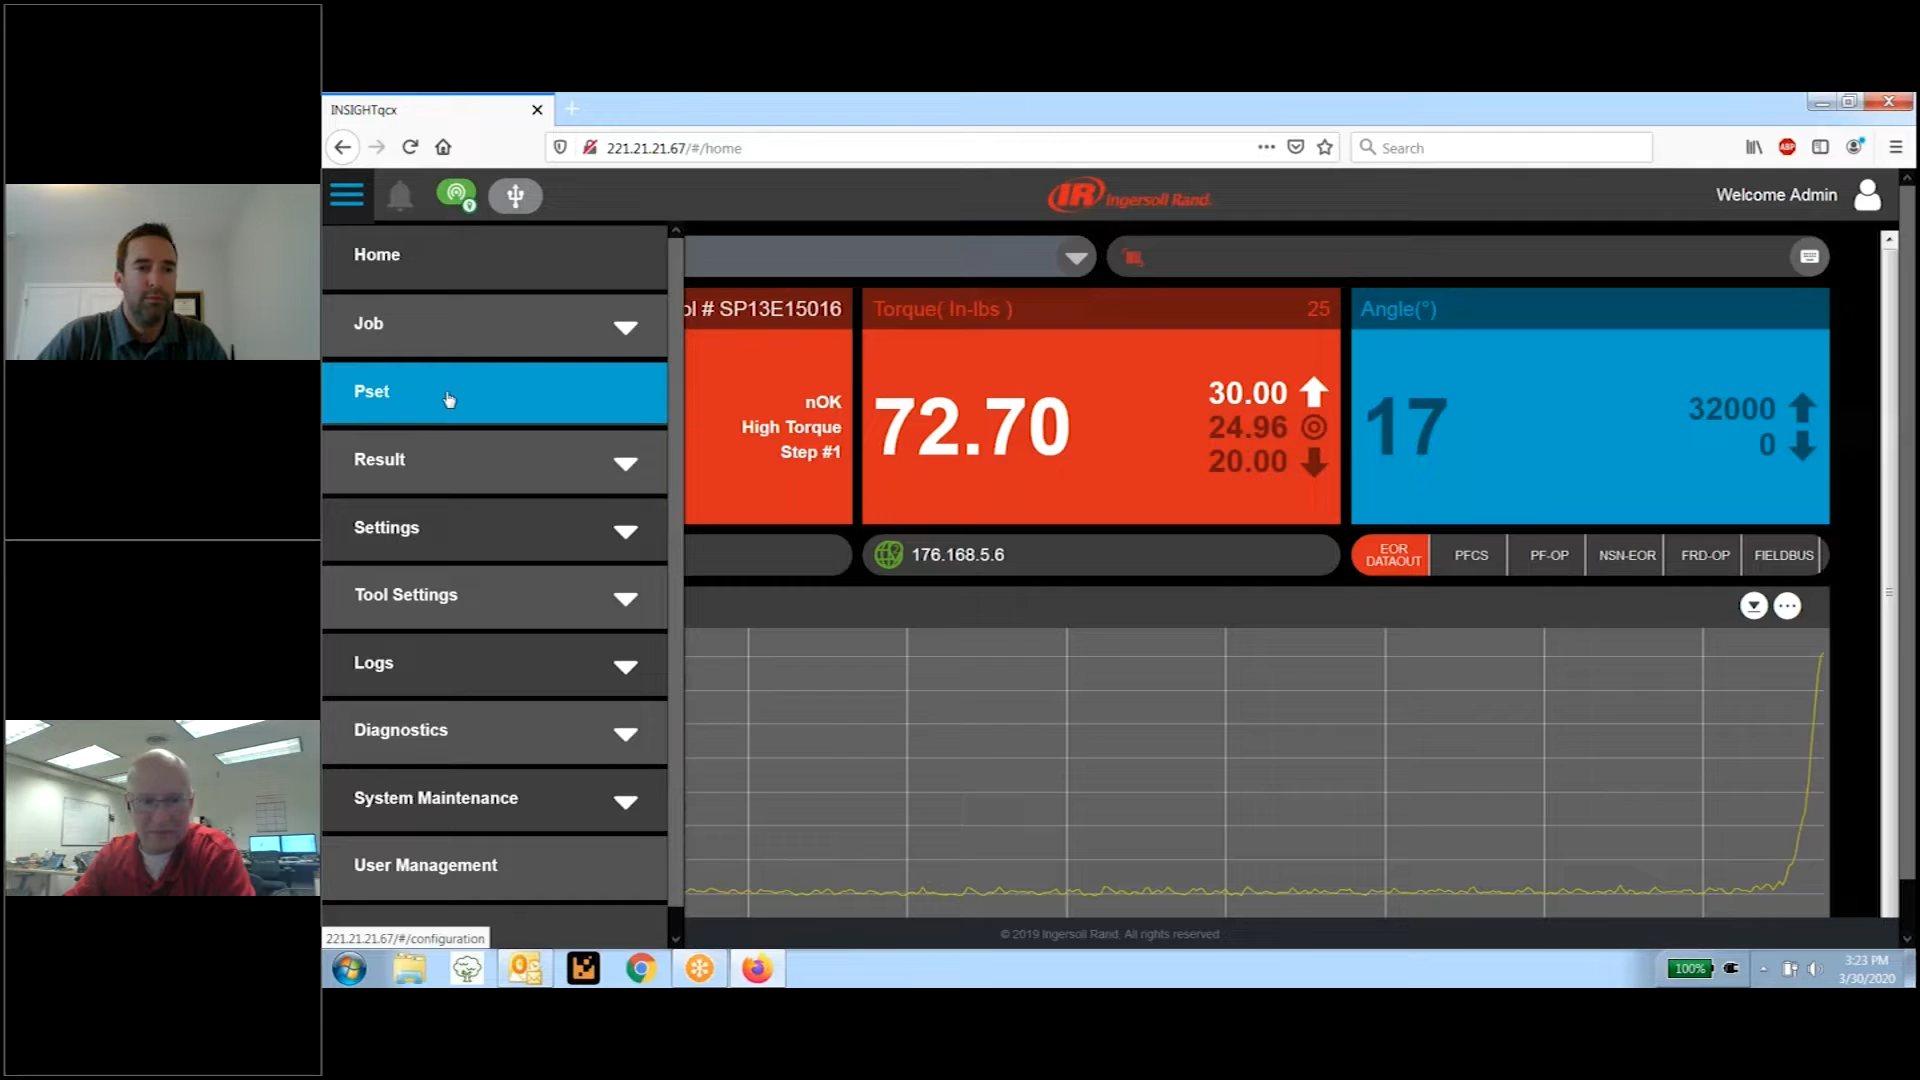 INSIGHTqcx
221.21.21.67/#/home
Search
IR Ingersoll Rand.
Welcome Admin
Home
Job
Pset
Result
Settings
Tool Settings
Logs
Diagnostics
System Maintenance
User Management
ol # SP13E15016
nOK
High Torque
Step #1
Torque( In-lbs )
25
72.70
30.00
24.96
20.00
Angle(°)
17
32000
0
176.168.5.6
EOR
DATAOUT
PFCS
PF-OP
NSN-EOR
FRD-OP
FIELDBUS
© 2019 Ingersoll Rand. All rights reserved
221.21.21.67/#/configuration
100%
3:23 PM
3/30/2020
ABP